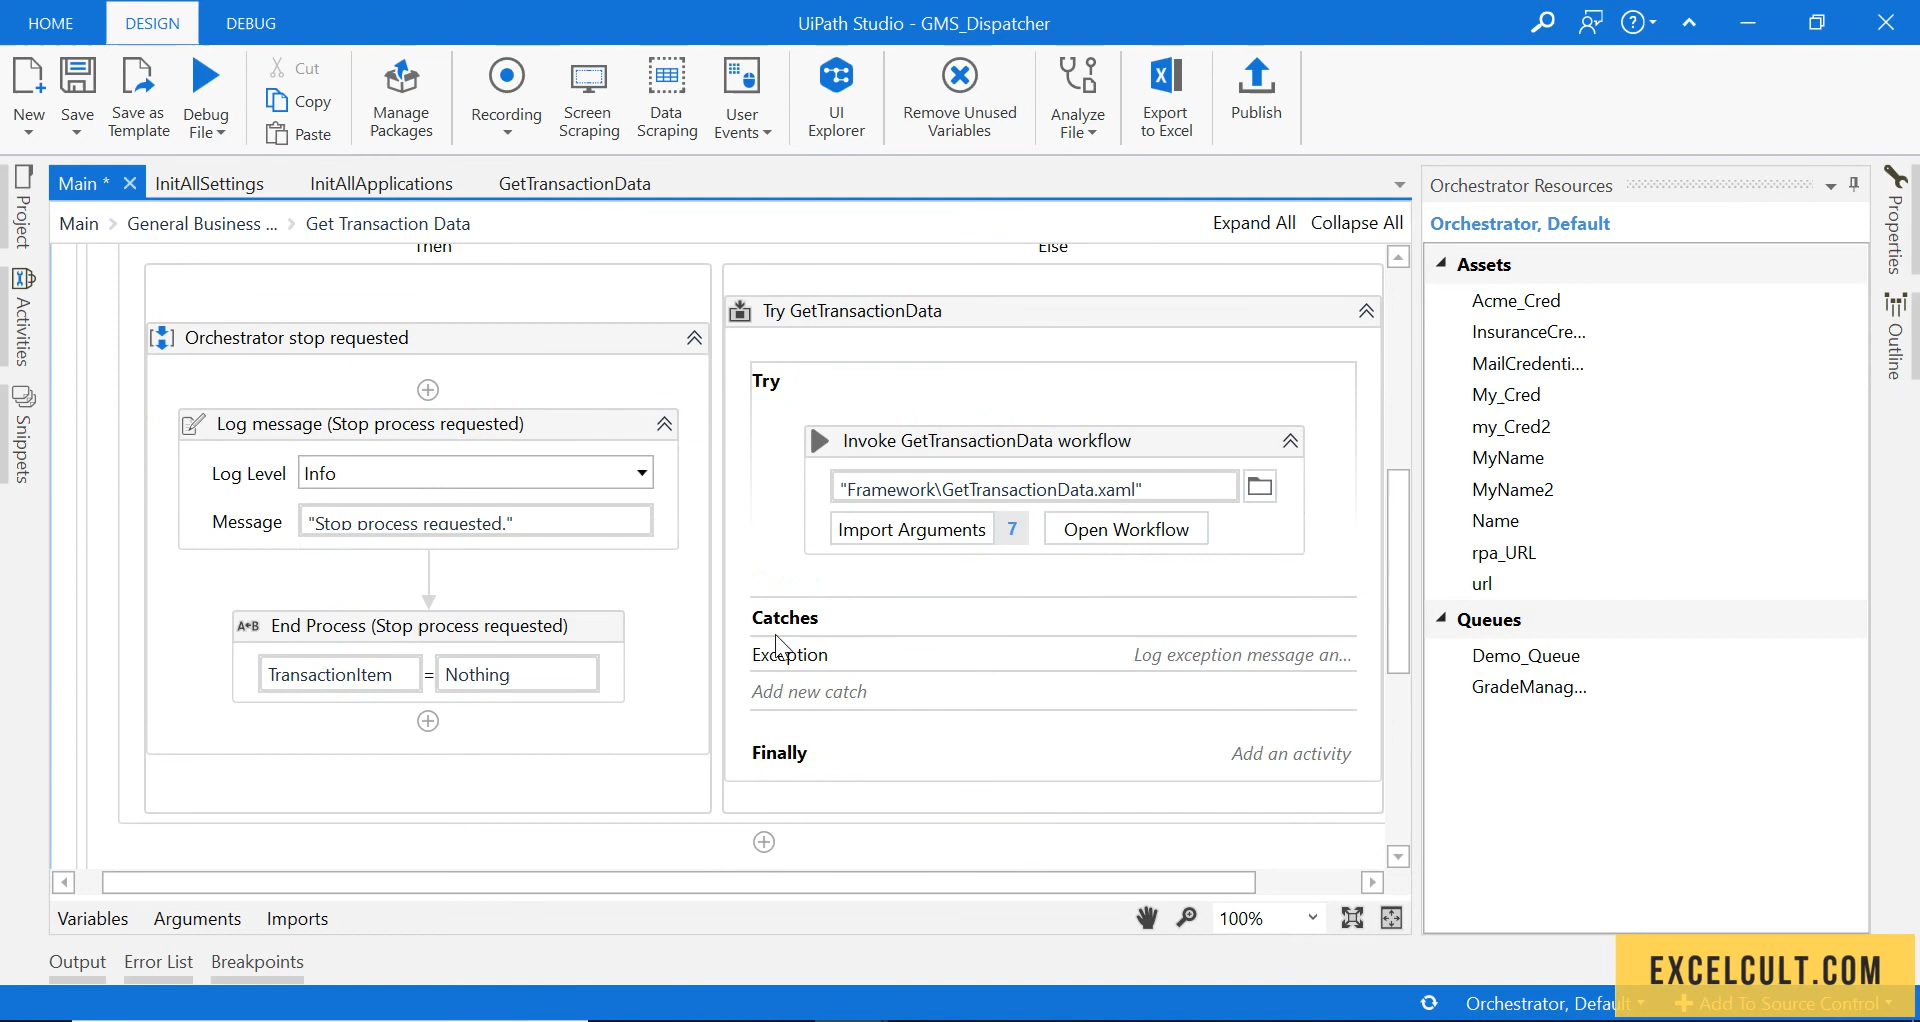 HOME
DESIGN
DEBUG
UiPath Studio - GMS_Dispatcher
New
Save
Save as
Template
Debug
File
Cut
Copy
Paste
Manage
Packages
Recording
Screen
Scraping
Data
Scraping
User
Events
UI
Explorer
Remove Unused
Variables
Analyze
File
Export
to Excel
Publish
Main *
InitAllSettings
InitAllApplications
GetTransactionData
Main
General Business ...
Get Transaction Data
Expand All
Collapse All
Then
Else
Orchestrator stop requested
Log message (Stop process requested)
Log Level
Info
Message
"Stop process requested."
A B End Process (Stop process requested)
TransactionItem
=
Nothing
Try GetTransactionData
Try
Invoke GetTransactionData workflow
"Framework\GetTransactionData.xaml"
Import Arguments
7
Open Workflow
Catches
Exception
Log exception message an...
Add new catch
Finally
Add an activity
Variables
Arguments
Imports
100%
Output
Error List
Breakpoints
Project
Activities
Snippets
Orchestrator Resources
Orchestrator, Default
Assets
Acme_Cred
InsuranceCre...
MailCredenti...
My_Cred
my_Cred2
MyName
MyName2
Name
rpa_URL
url
Queues
Demo_Queue
GradeManag...
Properties
Outline
EXCELCULT.COM
Orchestrator, Default
Add To Source Control